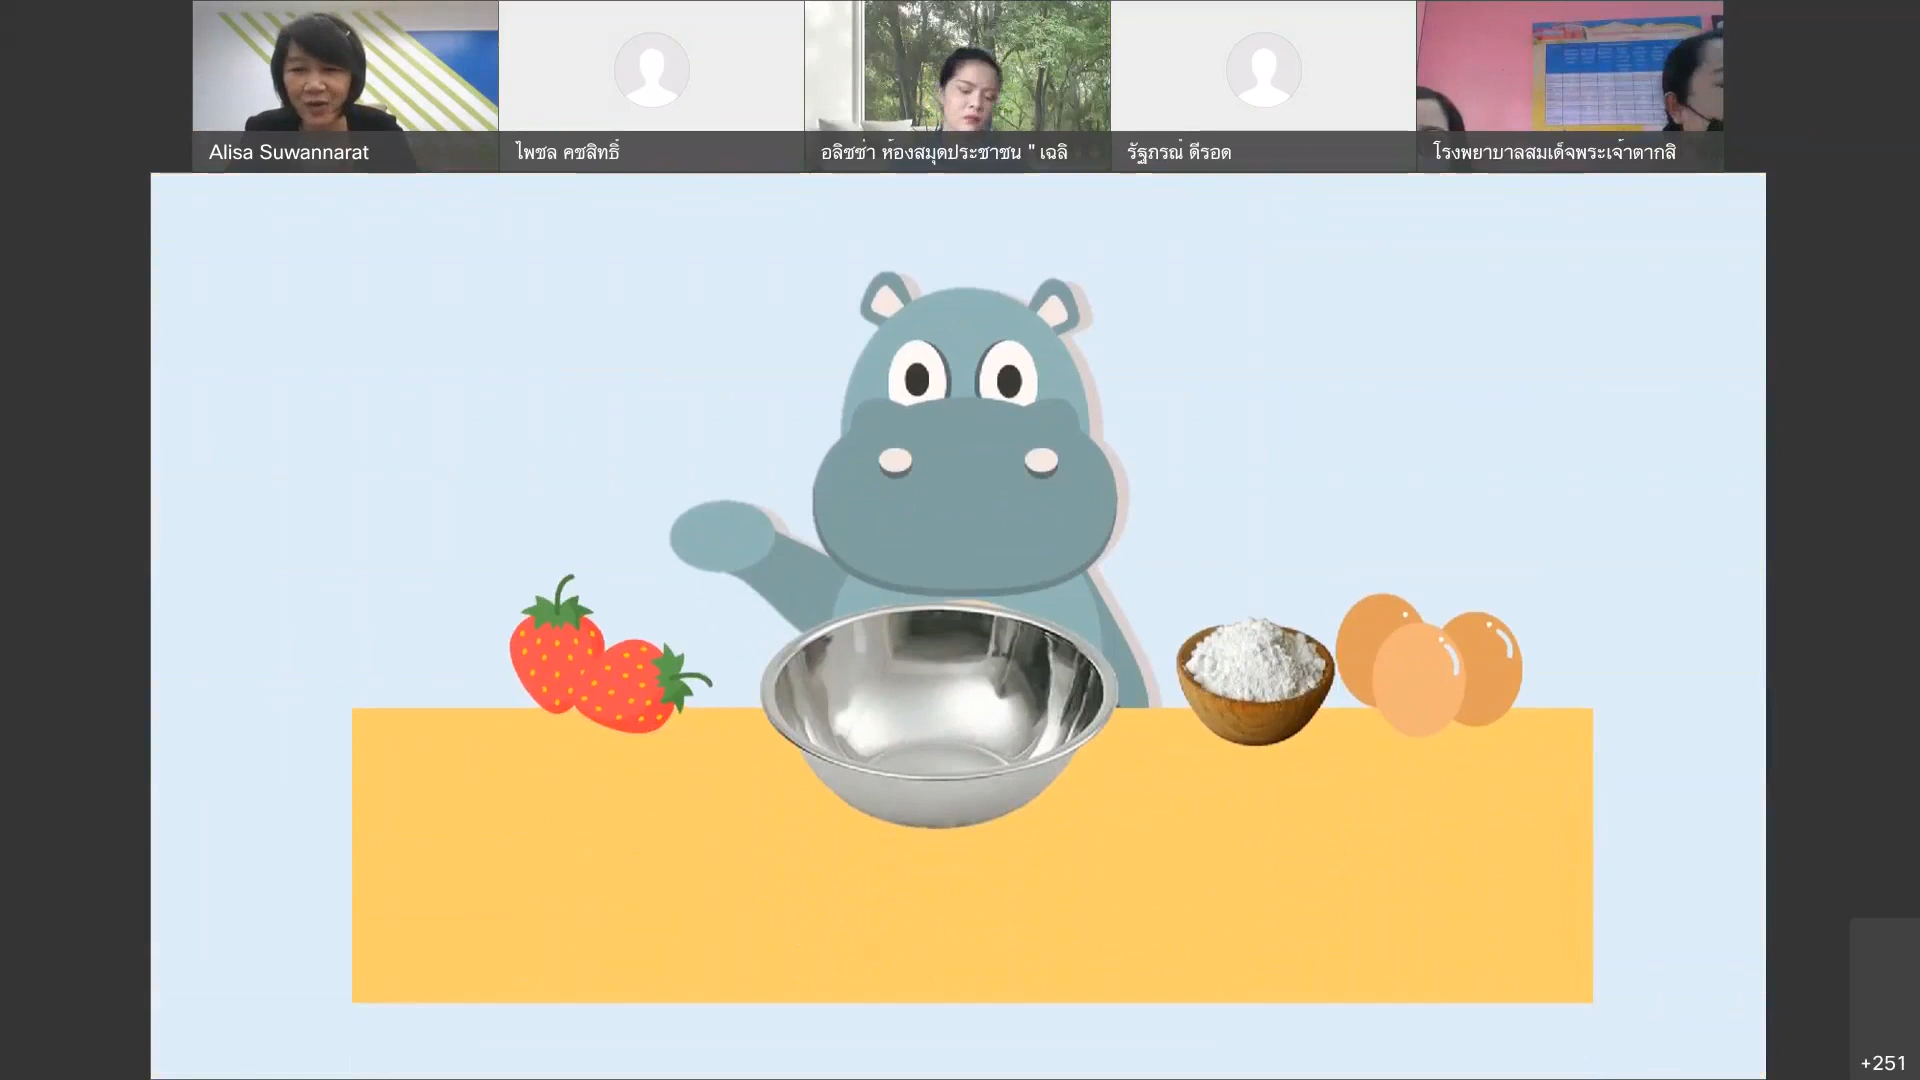 Alisa Suwannarat
ไพชล คชสิทธิ์
อลิซซ่า ห้องสมุดประชาชน " เฉลิ
รัฐภรณ์ ดีรอด
โรงพยาบาลสมเด็จพระเจ้าตากสิ
+251